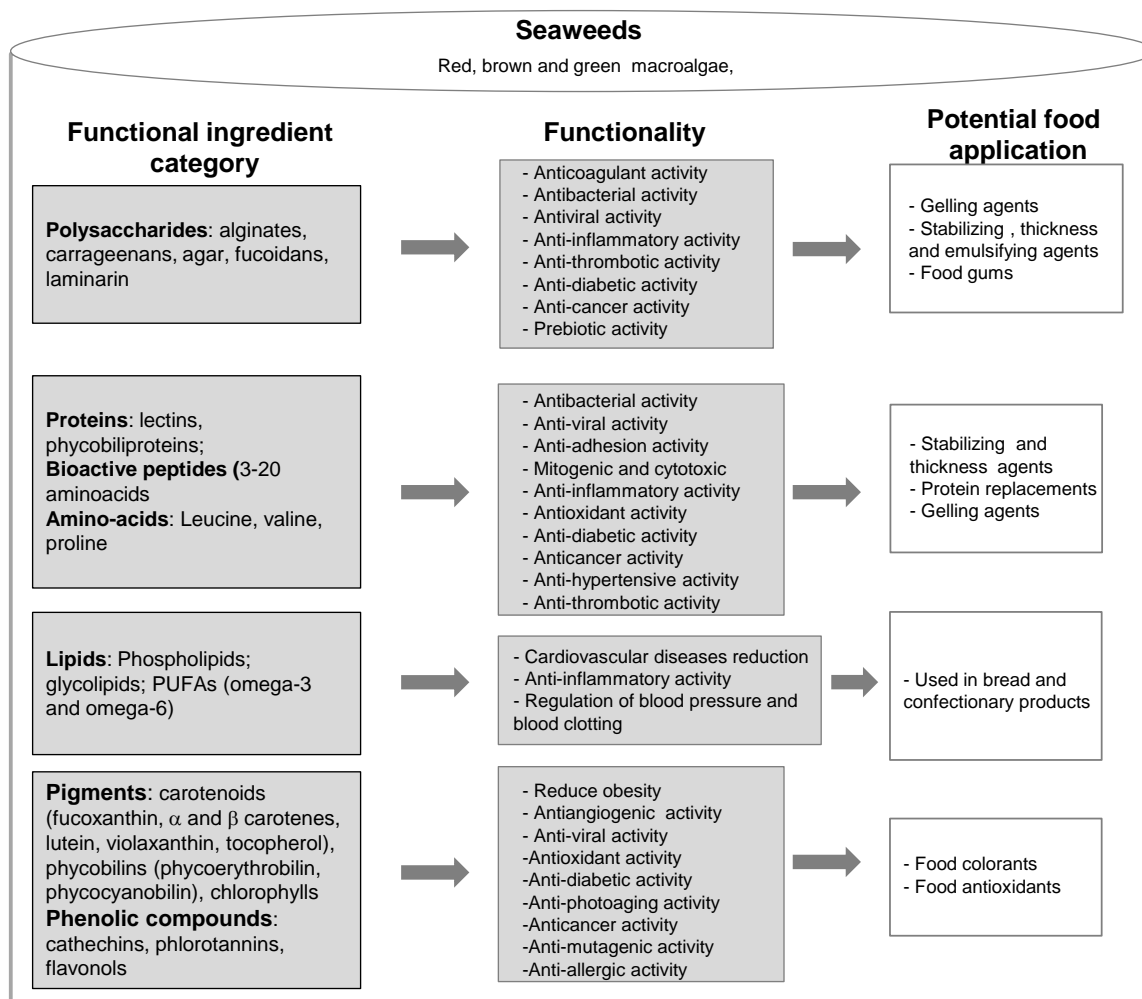 Seaweeds
Red, brown and green macroalgae,
Functional ingredient
category
Functionality
Potential food
application
Polysaccharides: alginates,
carrageenans, agar, fucoidans,
laminarin
- Anticoagulant activity
- Antibacterial activity
- Antiviral activity
- Anti-inflammatory activity
- Anti-thrombotic activity
- Anti-diabetic activity
- Anti-cancer activity
- Prebiotic activity
- Gelling agents
- Stabilizing , thickness
and emulsifying agents
- Food gums
Proteins: lectins,
phycobiliproteins;
Bioactive peptides (3-20
aminoacids
Amino-acids: Leucine, valine,
proline
- Antibacterial activity
- Anti-viral activity
- Anti-adhesion activity
- Mitogenic and cytotoxic
- Anti-inflammatory activity
- Antioxidant activity
- Anti-diabetic activity
- Anticancer activity
- Anti-hypertensive activity
- Anti-thrombotic activity
- Stabilizing and
thickness agents
- Protein replacements
- Gelling agents
Lipids: Phospholipids;
glycolipids; PUFAs (omega-3
and omega-6)
- Cardiovascular diseases reduction
- Anti-inflammatory activity
- Regulation of blood pressure and
blood clotting
- Used in bread and
confectionary products
Pigments: carotenoids
(fucoxanthin, α and β carotenes,
lutein, violaxanthin, tocopherol),
phycobilins (phycoerythrobilin,
phycocyanobilin), chlorophylls
Phenolic compounds:
cathechins, phlorotannins,
flavonols
- Reduce obesity
- Antiangiogenic activity
- Anti-viral activity
-Antioxidant activity
-Anti-diabetic activity
-Anti-photoaging activity
-Anticancer activity
-Anti-mutagenic activity
-Anti-allergic activity
- Food colorants
- Food antioxidants